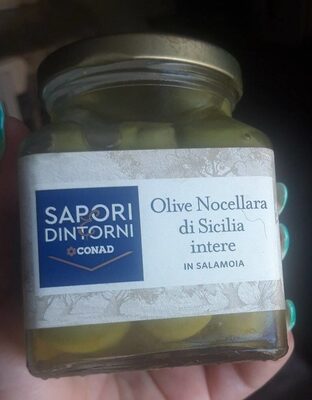 SAPORI
DINTORNI
CONAD
Olive Nocellara
di Sicilia
intere
IN SALAMOIA